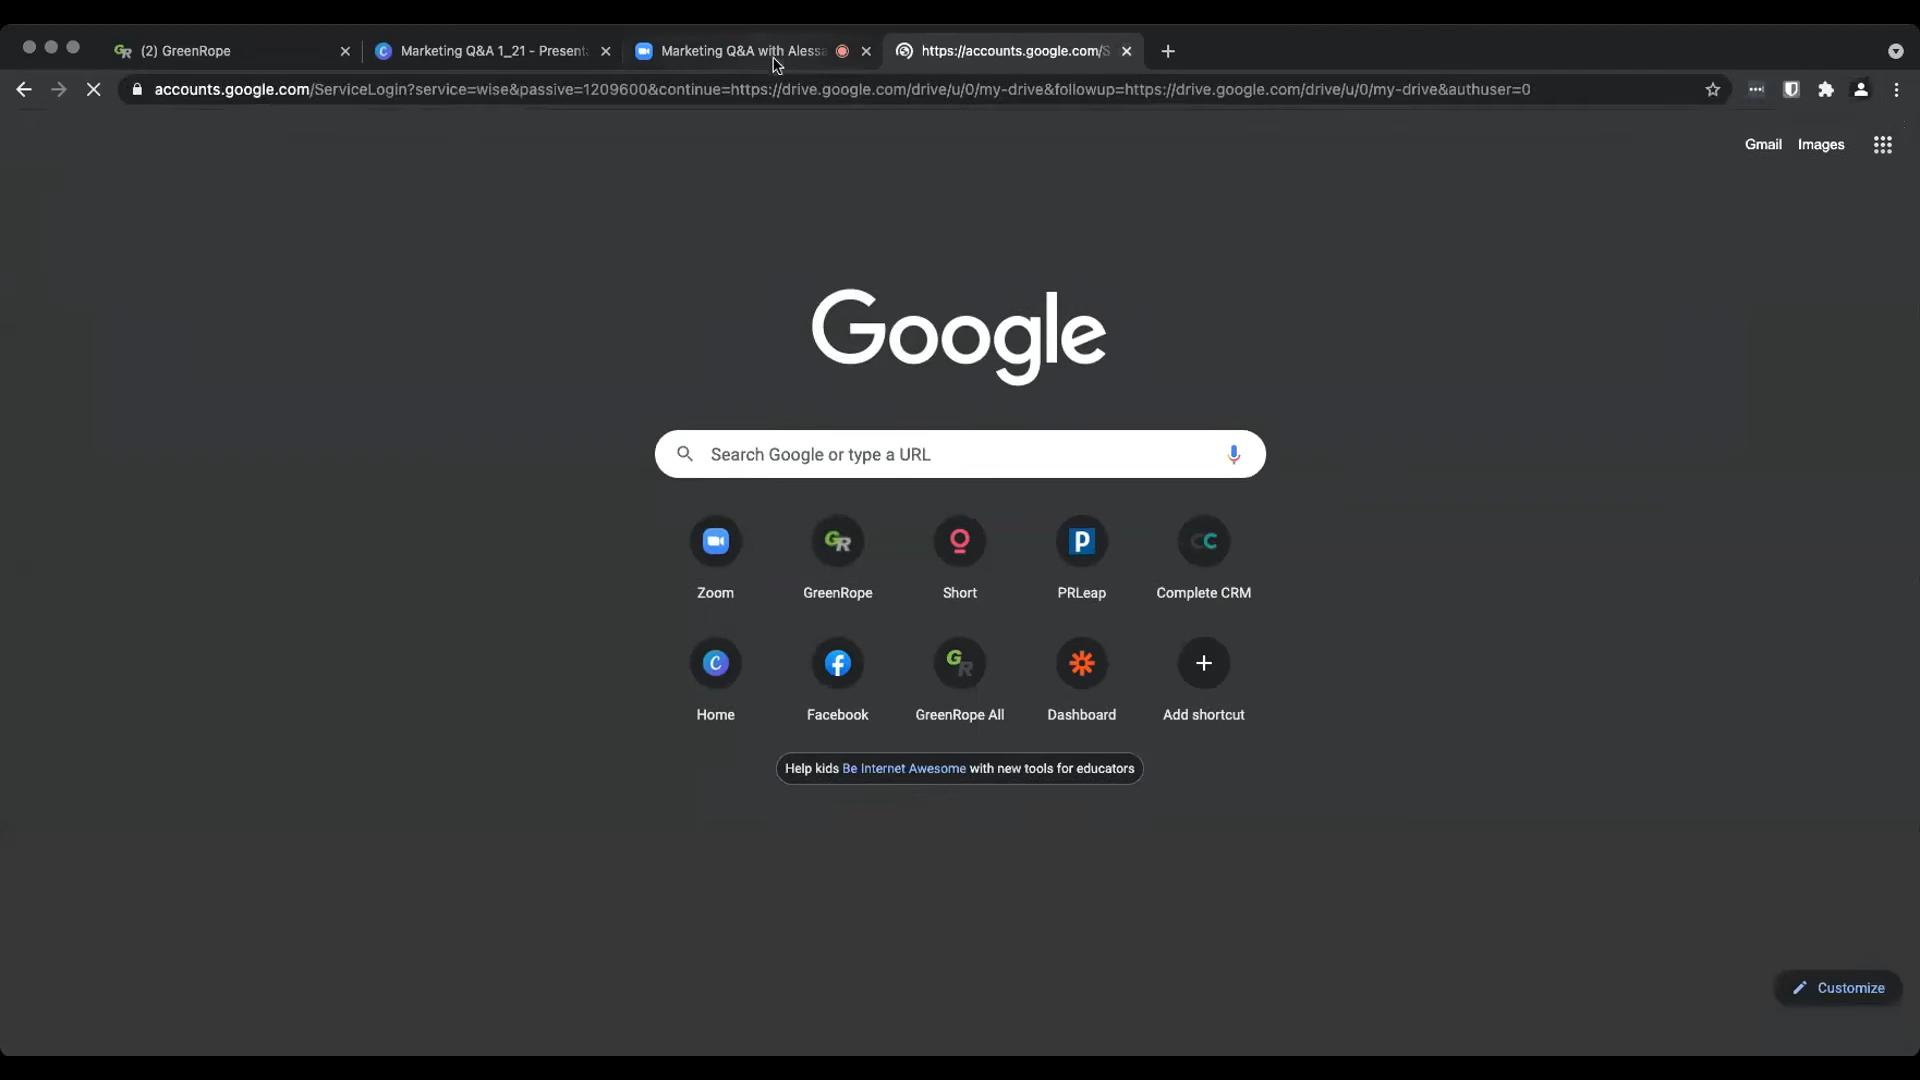 (2) GreenRope
Marketing Q&A 1_21 - Present
Marketing Q&A with Alessa
https://accounts.google.com/S
accounts.google.com/ServiceLogin?service=wise&passive=1209600&continue=https://drive.google.com/drive/u/0/my-drive&followup=https://drive.google.com/drive/u/0/my-drive&authuser=0
Gmail Images
Google
Search Google or type a URL
Zoom GreenRope Short PRLeap Complete CRM
Home Facebook GreenRope All Dashboard Add shortcut
Help kids Be Internet Awesome with new tools for educators
Customize